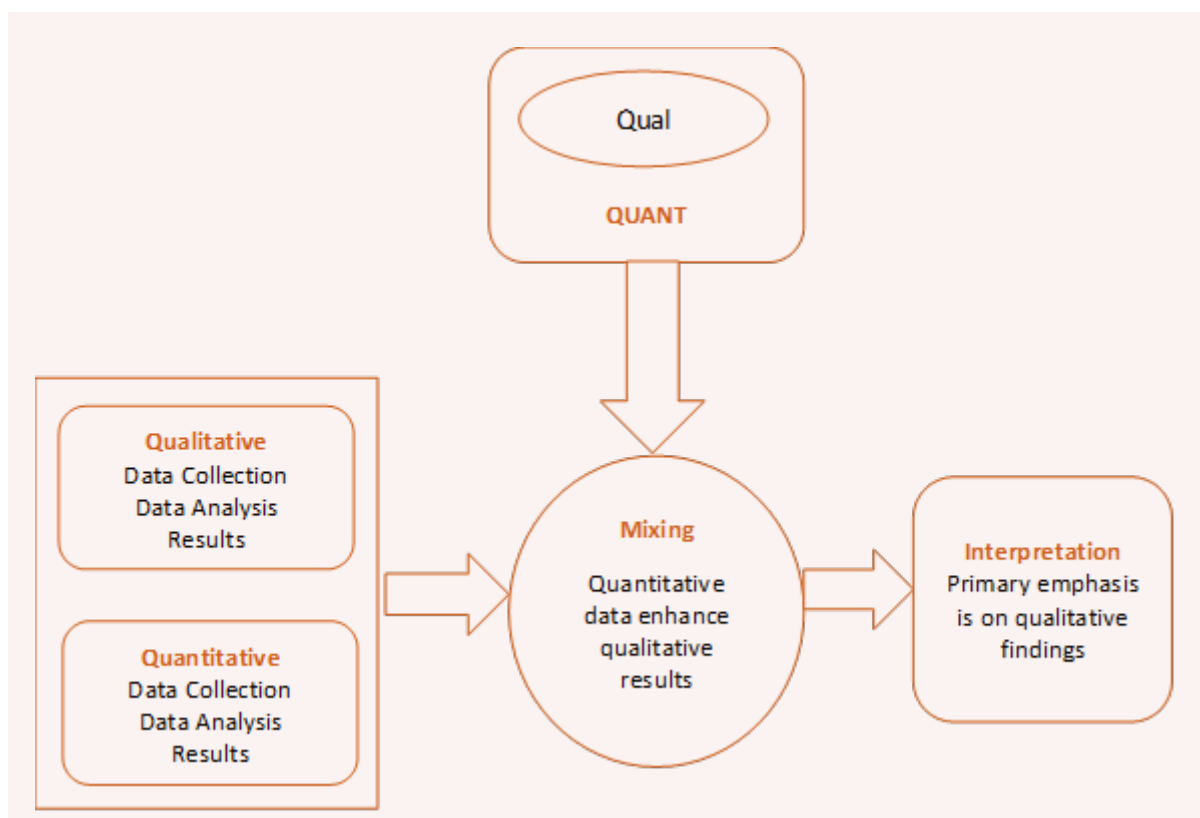 Qual
QUANT
Qualitative
Data Collection
Data Analysis
Results
Quantitative
Data Collection
Data Analysis
Results
Mixing
Quantitative
data enhance
qualitative
results
Interpretation
Primary emphasis
is on qualitative
findings